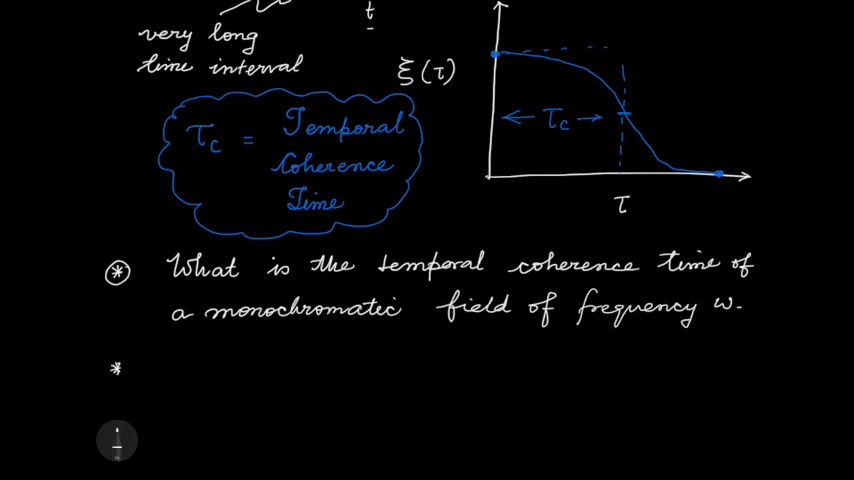 t
very long
time interval
ξ(τ)
τc = Temporal
Coherence
Time
← τc →
τ
* What is the temporal coherence time of
a monochromatic field of frequency ω.
*